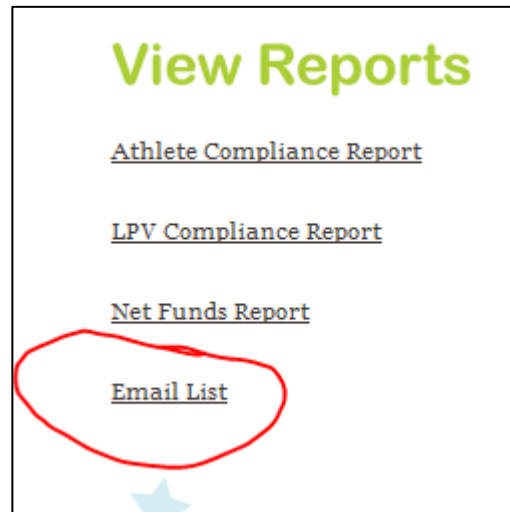 View Reports
Athlete Compliance Report
LPV Compliance Report
Net Funds Report
Email List